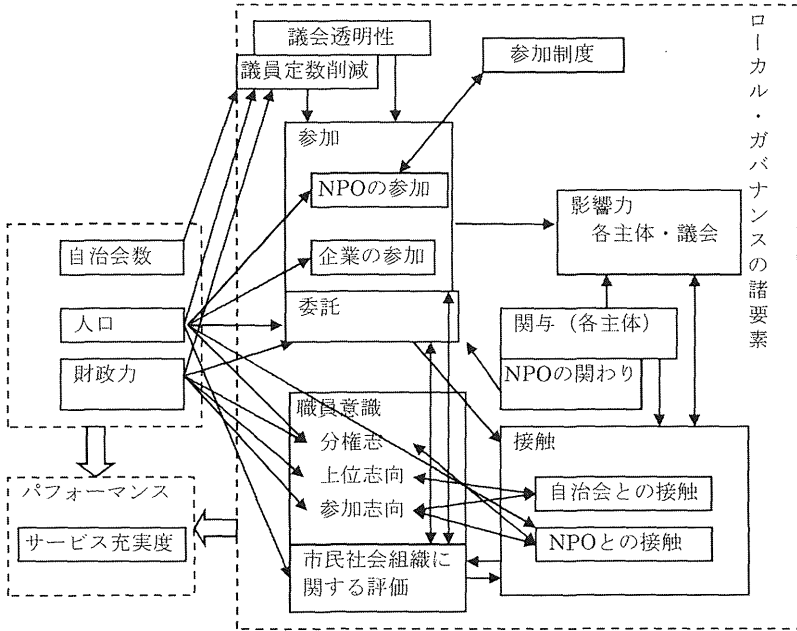 議会透明性
議員定数削減
参加制度
ローカル・ガバナンスの諸要素
参加
NPOの参加
企業の参加
委託
影響力
各主体・議会
自治会数
人口
財政力
関与（各主体）
NPOの関わり
職員意識
分権志
上位志向
参加志向
市民社会組織に
関する評価
接触
自治会との接触
NPOとの接触
パフォーマンス
サービス充実度